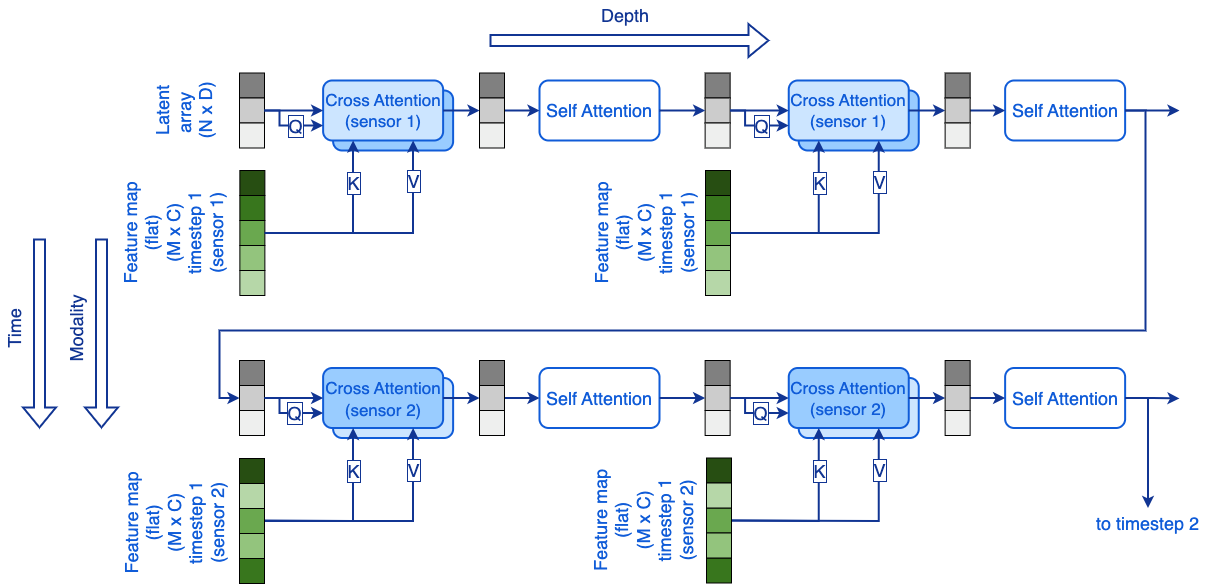 Depth
Latent
array
(N x D)
Q
Cross Attention
(sensor 1)
Self Attention
Q
Cross Attention
(sensor 1)
Self Attention
Feature map
(flat)
(M x C)
timestep 1
(sensor 1)
K
V
Feature map
(flat)
(M x C)
timestep 1
(sensor 1)
K
V
Time
Modality
Q
Cross Attention
(sensor 2)
Self Attention
Q
Cross Attention
(sensor 2)
Self Attention
Feature map
(flat)
(M x C)
timestep 1
(sensor 2)
K
V
Feature map
(flat)
(M x C)
timestep 1
(sensor 2)
K
V
to timestep 2